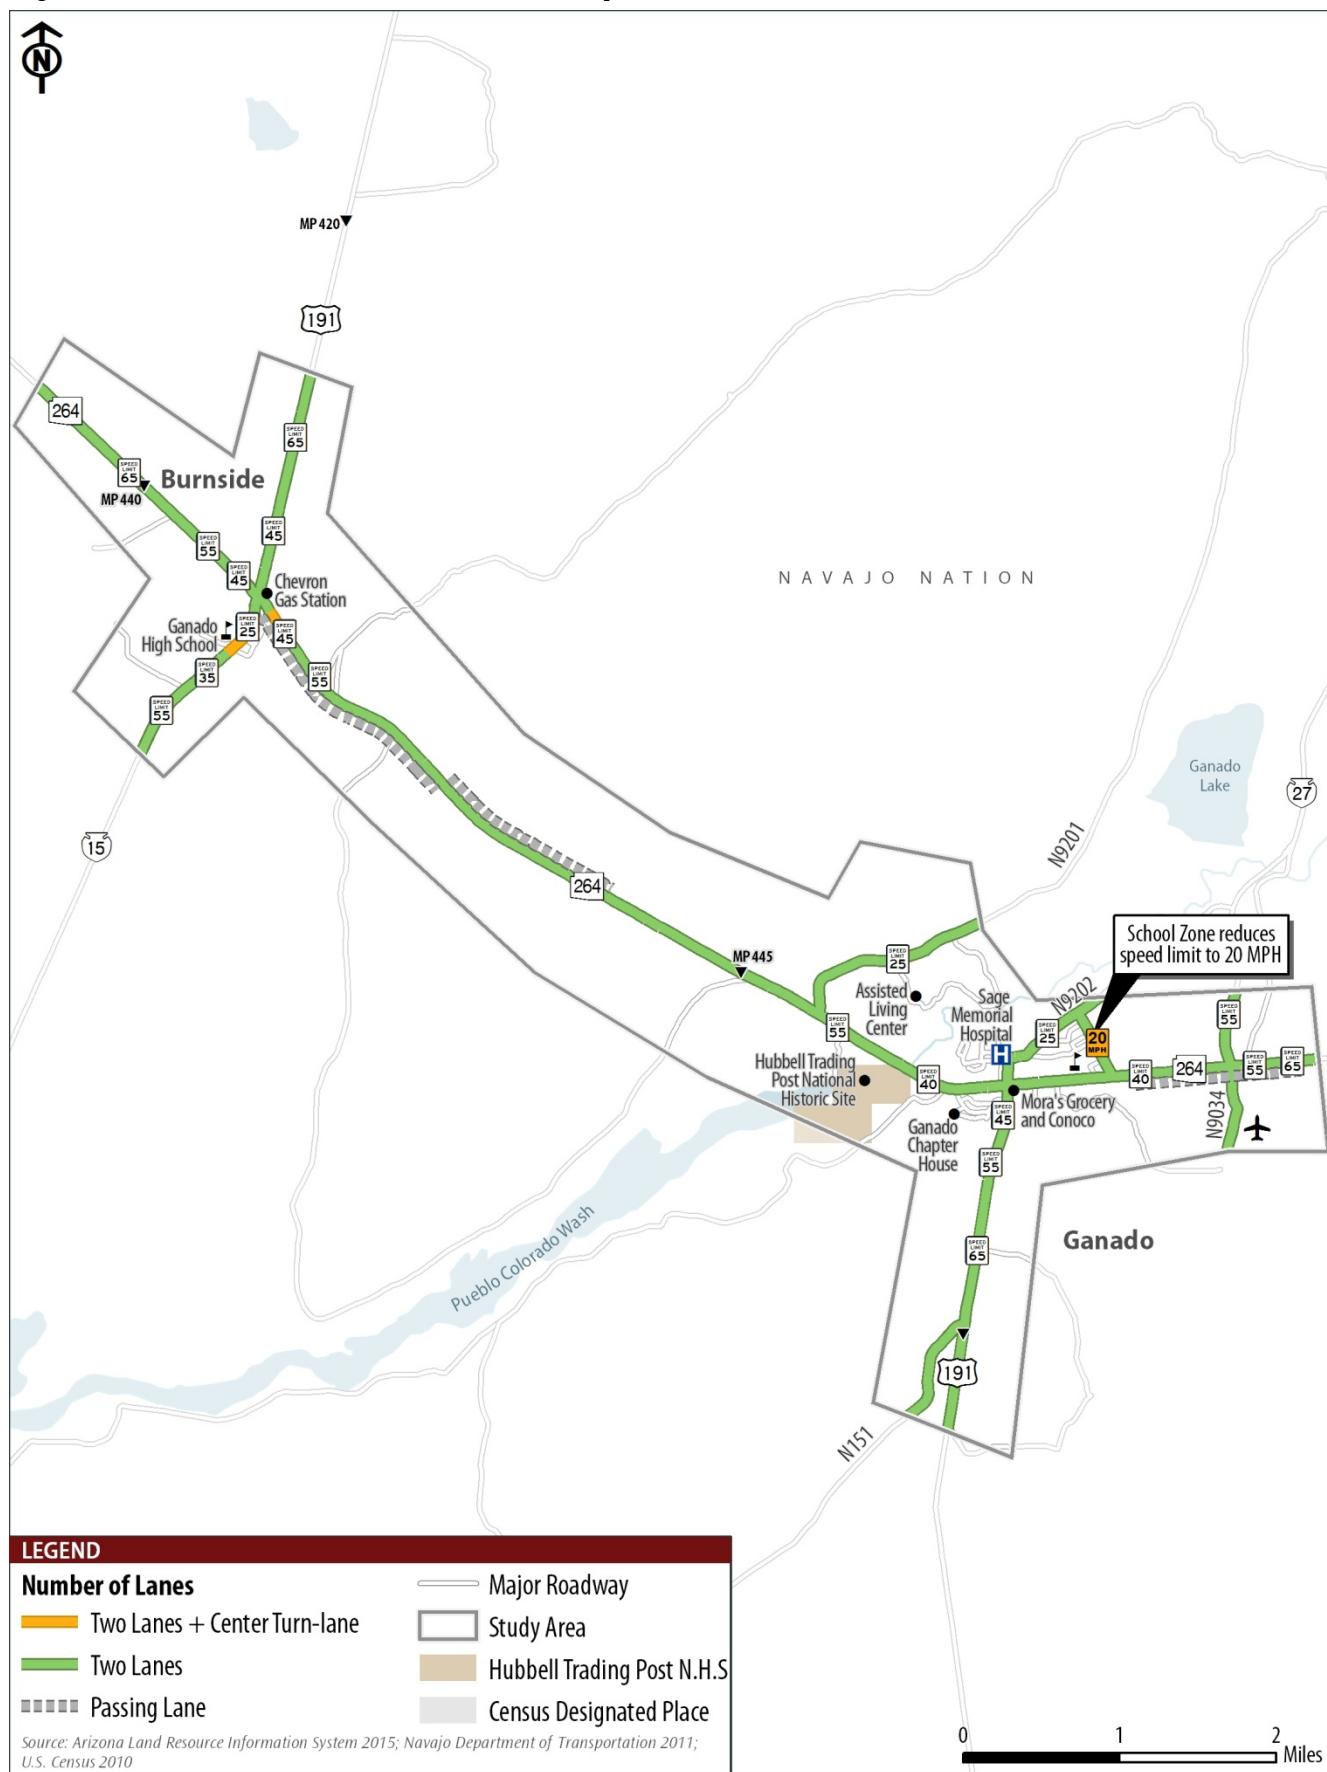 N
MP 420
191
264
SPEED
LIMIT
65
SPEED
LIMIT
65
Burnside
MP 440
SPEED
LIMIT
45
SPEED
LIMIT
55
SPEED
LIMIT
45
Chevron
Gas Station
NAVAJO NATION
Ganado
High School
SPEED
LIMIT
25
SPEED
LIMIT
45
SPEED
LIMIT
35
SPEED
LIMIT
55
SPEED
LIMIT
55
Ganado
Lake
27
15
N9201
264
School Zone reduces
speed limit to 20 MPH
MP 445
SPEED
LIMIT
25
Assisted
Living
Center
Sage
Memorial
Hospital
H
N9202
SPEED
LIMIT
55
SPEED
LIMIT
25
20
MPH
SPEED
LIMIT
55
Hubbell Trading
Post National
Historic Site
SPEED
LIMIT
40
SPEED
LIMIT
40
264
SPEED
LIMIT
55
SPEED
LIMIT
65
Mora's Grocery
and Conoco
Ganado
Chapter
House
SPEED
LIMIT
45
N9034
SPEED
LIMIT
55
Pueblo Colorado Wash
SPEED
LIMIT
65
Ganado
191
N151
LEGEND
Number of Lanes
Two Lanes + Center Turn-lane
Two Lanes
Passing Lane
Major Roadway
Study Area
Hubbell Trading Post N.H.S
Census Designated Place
Source: Arizona Land Resource Information System 2015; Navajo Department of Transportation 2011;
U.S. Census 2010
0 1 2
Miles